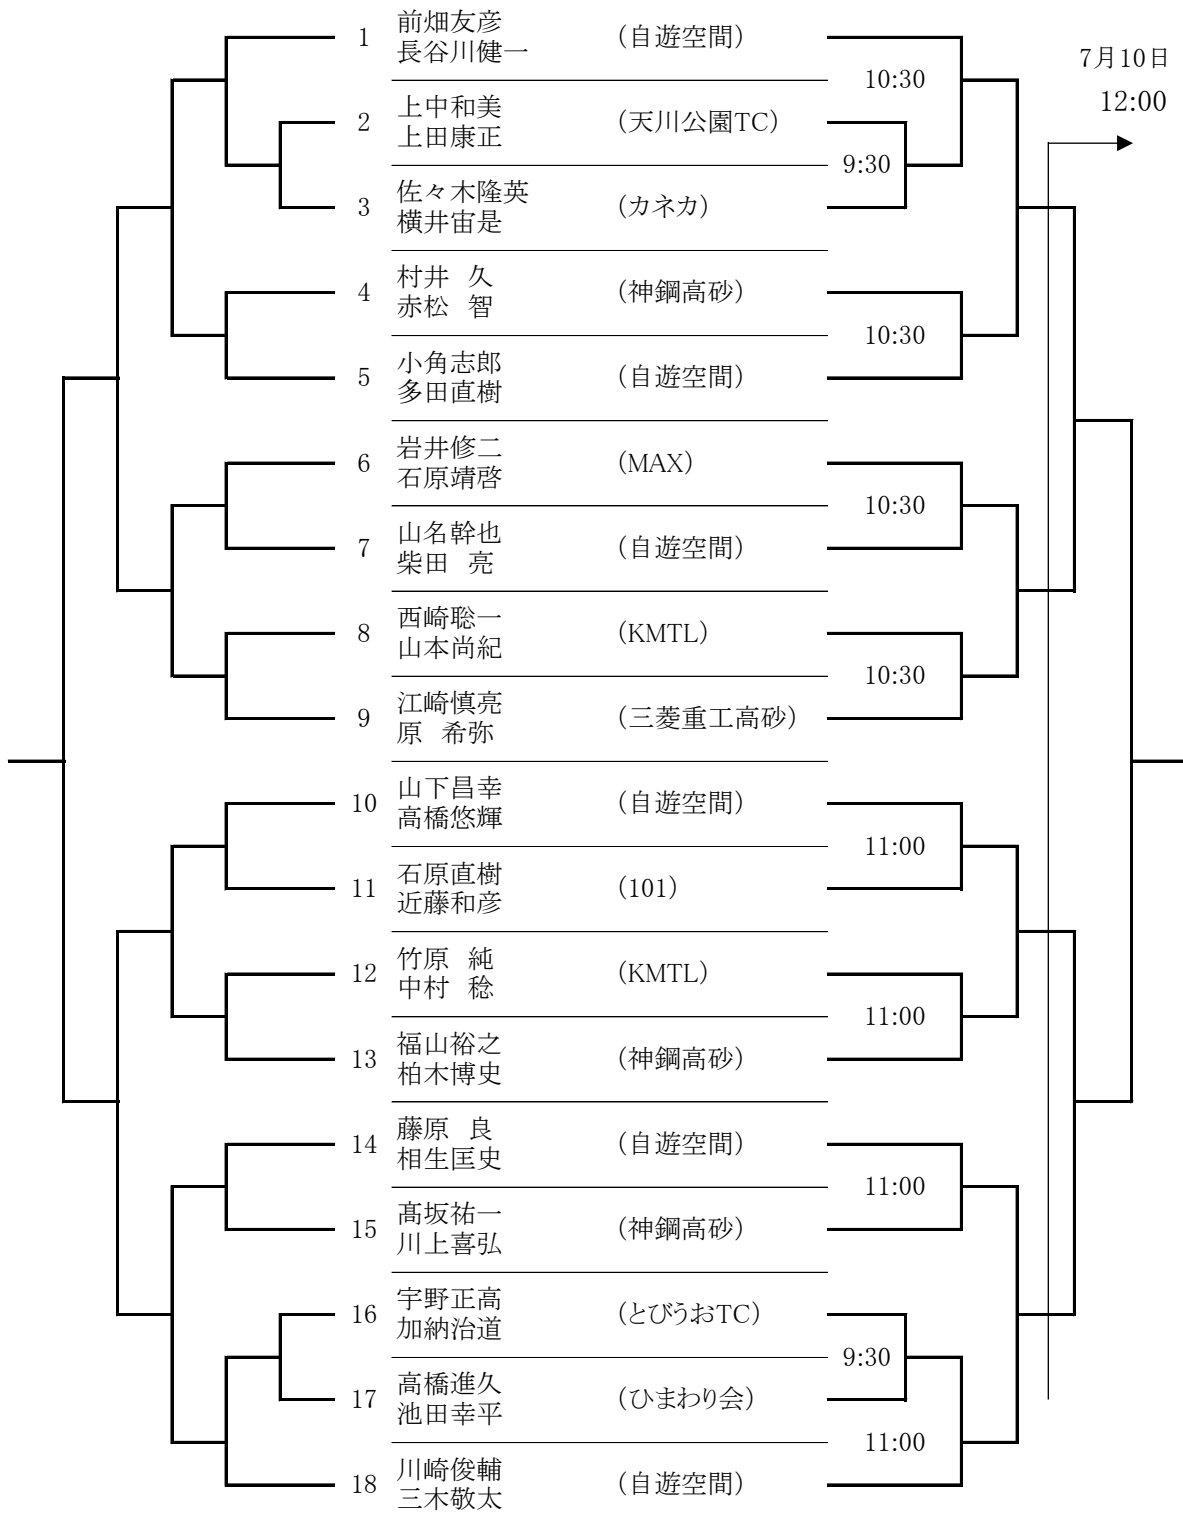 7月10日
12:00
1 前畑友彦
長谷川健一 (自遊空間)
10:30
2 上中和美
上田康正 (天川公園TC)
9:30
3 佐々木隆英
横井宙是 (カネカ)
4 村井 久
赤松 智 (神鋼高砂)
10:30
5 小角志郎
多田直樹 (自遊空間)
6 岩井修二
石原靖啓 (MAX)
10:30
7 山名幹也
柴田 亮 (自遊空間)
8 西崎聡一
山本尚紀 (KMTL)
10:30
9 江崎慎亮
原 希弥 (三菱重工高砂)
10 山下昌幸
高橋悠輝 (自遊空間)
11:00
11 石原直樹
近藤和彦 (101)
12 竹原 純
中村 稔 (KMTL)
11:00
13 福山裕之
柏木博史 (神鋼高砂)
14 藤原 良
相生匡史 (自遊空間)
11:00
15 髙坂祐一
川上喜弘 (神鋼高砂)
16 宇野正高
加納治道 (とびうおTC)
9:30
17 高橋進久
池田幸平 (ひまわり会)
11:00
18 川崎俊輔
三木敬太 (自遊空間)